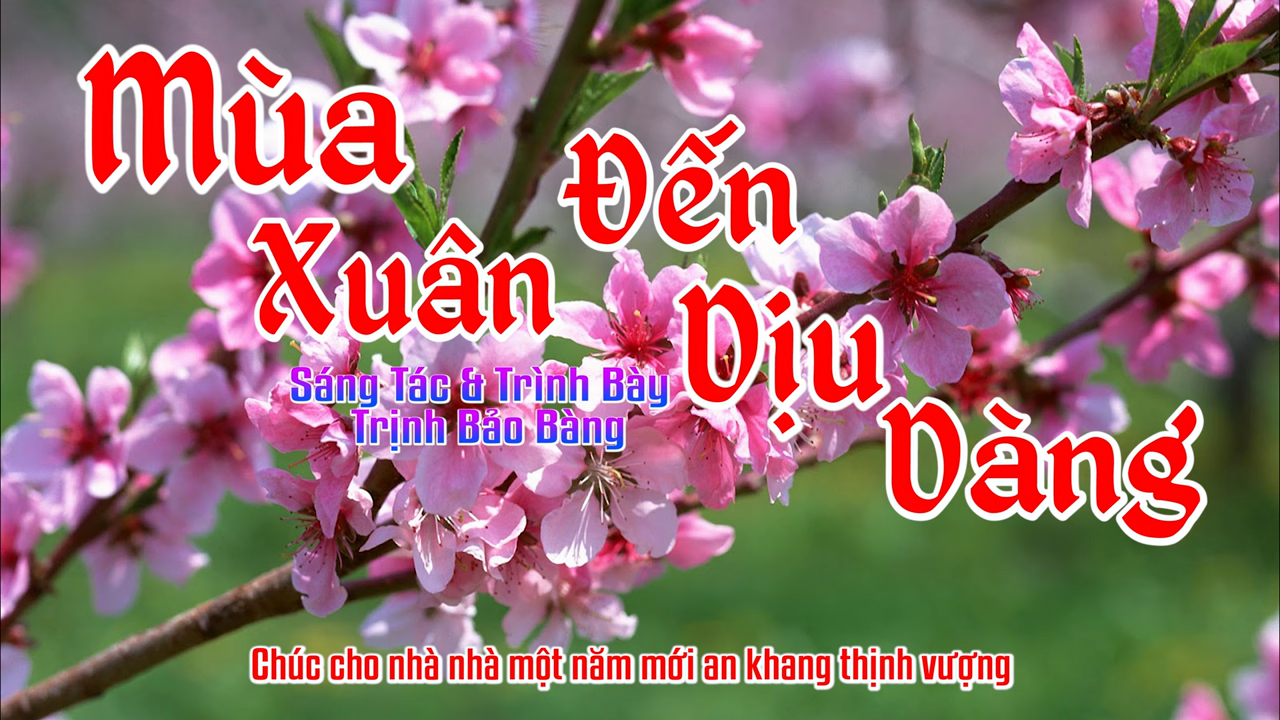 Mùa
Xuân
Đến
Dịu
Dàng
Sáng Tác & Trình Bày
Trịnh Bảo Bàng
Chúc cho nhà nhà một năm mới an khang thịnh vượng